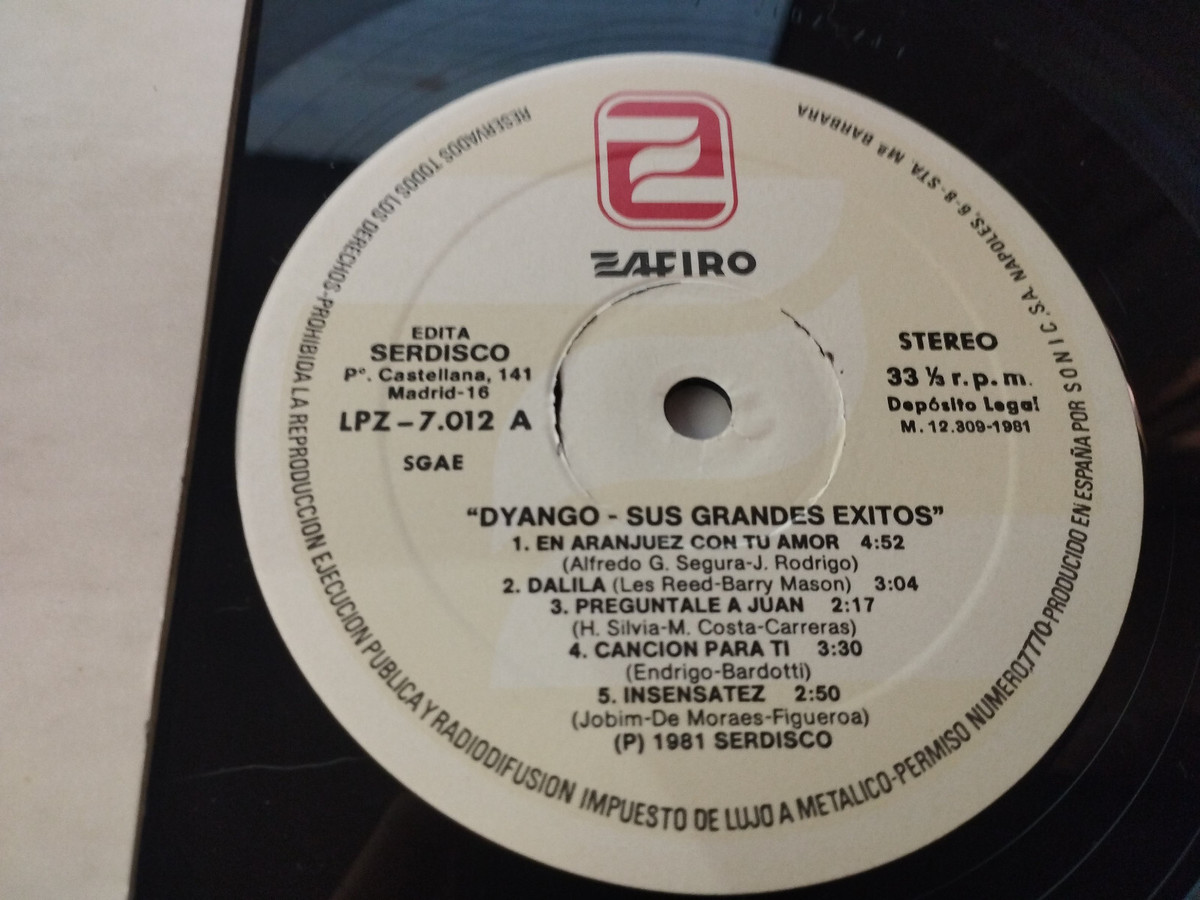 ZAFIRO
EDITA
SERDISCO
Pº. Castellana, 141
Madrid-16
LPZ-7.012 A
SGAE
STEREO
33 ⅓ r.p.m.
Depósito Legal
M. 12.309-1981
"DYANGO - SUS GRANDES EXITOS"
1. EN ARANJUEZ CON TU AMOR 4:52
(Alfredo G. Segura-J. Rodrigo)
2. DALILA (Les Reed-Barry Mason) 3:04
3. PREGUNTALE A JUAN 2:17
(H. Silvia-M. Costa-Carreras)
4. CANCION PARA TI 3:30
(Endrigo-Bardotti)
5. INSENSATEZ 2:50
(Jobim-De Moraes-Figueroa)
(P) 1981 SERDISCO
RESERVADOS TODOS LOS DERECHOS-PROHIBIDA LA REPRODUCCION EJECUCION PUBLICA Y RADIODIFUSION IMPUESTO DE LUJO A METALICO-PERMISO NUMERO,7770-PRODUCIDO EN ESPAÑA POR SONIC, S.A. NAPOLES, 6-8-STA. Mª BARBARA